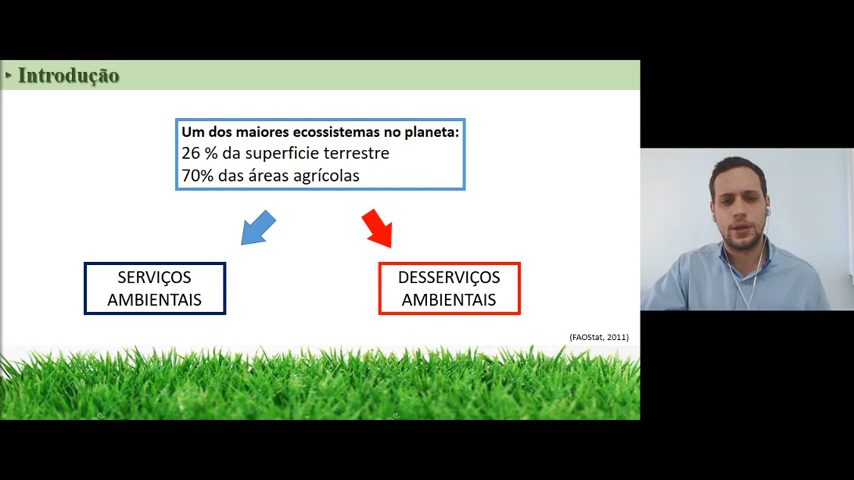 Introdução
Um dos maiores ecossistemas no planeta:
26 % da superficie terrestre
70% das áreas agrícolas
SERVIÇOS
AMBIENTAIS
DESSERVIÇOS
AMBIENTAIS
(FAOStat, 2011)